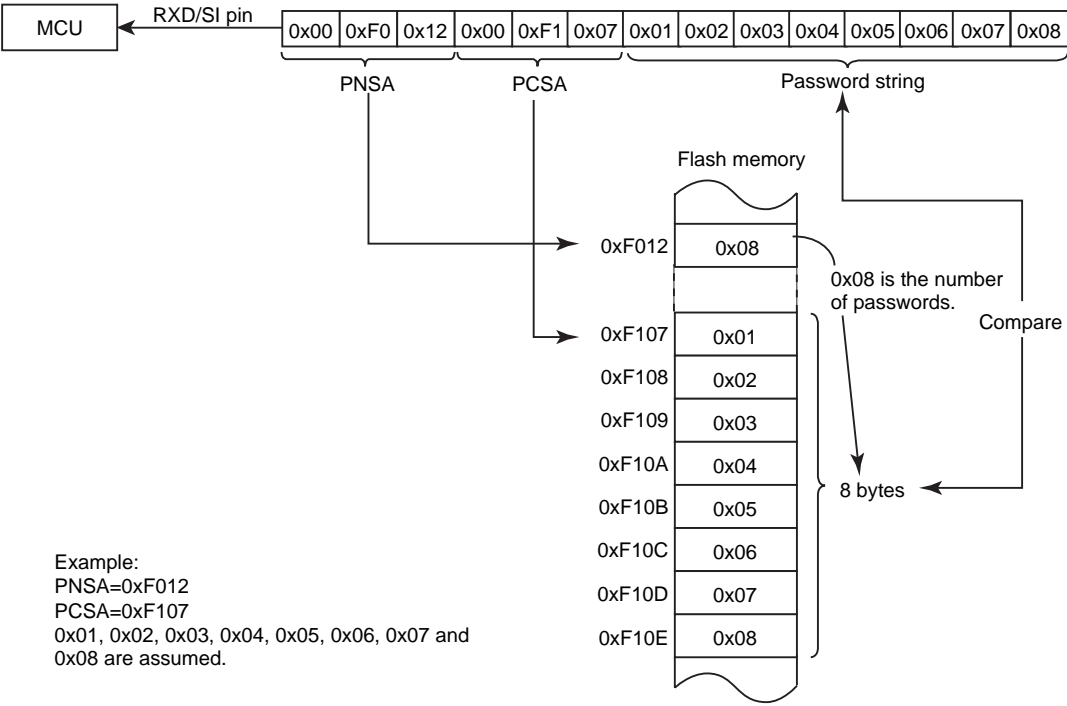 MCU
RXD/SI pin
0x00 0xF0 0x12 0x00 0xF1 0x07 0x01 0x02 0x03 0x04 0x05 0x06 0x07 0x08
PNSA PCSA Password string
Flash memory
0xF012 0x08
0x08 is the number
of passwords.
Compare
0xF107 0x01
0xF108 0x02
0xF109 0x03
0xF10A 0x04
0xF10B 0x05
8 bytes
0xF10C 0x06
0xF10D 0x07
0xF10E 0x08
Example:
PNSA=0xF012
PCSA=0xF107
0x01, 0x02, 0x03, 0x04, 0x05, 0x06, 0x07 and
0x08 are assumed.